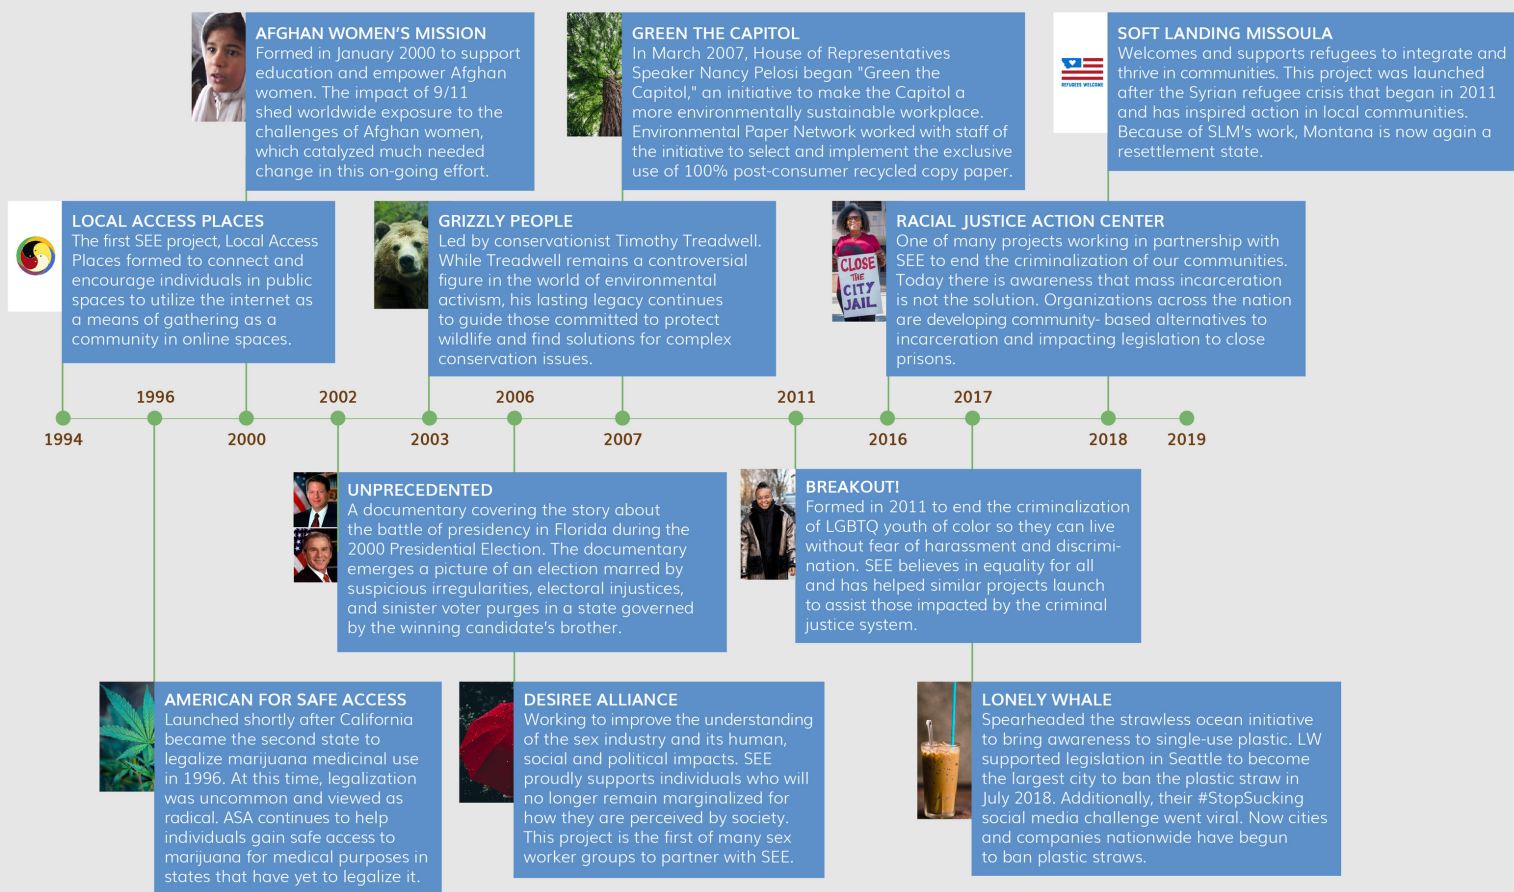 AFGHAN WOMEN'S MISSION
Formed in January 2000 to support
education and empower Afghan
women. The impact of 9/11
shed worldwide exposure to the
challenges of Afghan women,
which catalyzed much needed
change in this on-going effort.
GREEN THE CAPITOL
In March 2007, House of Representatives
Speaker Nancy Pelosi began "Green the
Capitol," an initiative to make the Capitol a
more environmentally sustainable workplace.
Environmental Paper Network worked with staff of
the initiative to select and implement the exclusive
use of 100% post-consumer recycled copy paper.
REFUGEES WELCOME
SOFT LANDING MISSOULA
Welcomes and supports refugees to integrate and
thrive in communities. This project was launched
after the Syrian refugee crisis that began in 2011
and has inspired action in local communities.
Because of SLM's work, Montana is now again a
resettlement state.
LOCAL ACCESS PLACES
The first SEE project, Local Access
Places formed to connect and
encourage individuals in public
spaces to utilize the internet as
a means of gathering as a
community in online spaces.
GRIZZLY PEOPLE
Led by conservationist Timothy Treadwell.
While Treadwell remains a controversial
figure in the world of environmental
activism, his lasting legacy continues
to guide those committed to protect
wildlife and find solutions for complex
conservation issues.
CLOSE
THE
CITY
JAIL
RACIAL JUSTICE ACTION CENTER
One of many projects working in partnership with
SEE to end the criminalization of our communities.
Today there is awareness that mass incarceration
is not the solution. Organizations across the nation
are developing community- based alternatives to
incarceration and impacting legislation to close
prisons.
1996
2002
2006
2011
2017
1994
2000
2003
2007
2016
2018
2019
UNPRECEDENTED
A documentary covering the story about
the battle of presidency in Florida during the
2000 Presidential Election. The documentary
emerges a picture of an election marred by
suspicious irregularities, electoral injustices,
and sinister voter purges in a state governed
by the winning candidate's brother.
BREAKOUT!
Formed in 2011 to end the criminalization
of LGBTQ youth of color so they can live
without fear of harassment and discrimi-
nation. SEE believes in equality for all
and has helped similar projects launch
to assist those impacted by the criminal
justice system.
AMERICAN FOR SAFE ACCESS
Launched shortly after California
became the second state to
legalize marijuana medicinal use
in 1996. At this time, legalization
was uncommon and viewed as
radical. ASA continues to help
individuals gain safe access to
marijuana for medical purposes in
states that have yet to legalize it.
DESIREE ALLIANCE
Working to improve the understanding
of the sex industry and its human,
social and political impacts. SEE
proudly supports individuals who will
no longer remain marginalized for
how they are perceived by society.
This project is the first of many sex
worker groups to partner with SEE.
LONELY WHALE
Spearheaded the strawless ocean initiative
to bring awareness to single-use plastic. LW
supported legislation in Seattle to become
the largest city to ban the plastic straw in
July 2018. Additionally, their #StopSucking
social media challenge went viral. Now cities
and companies nationwide have begun
to ban plastic straws.